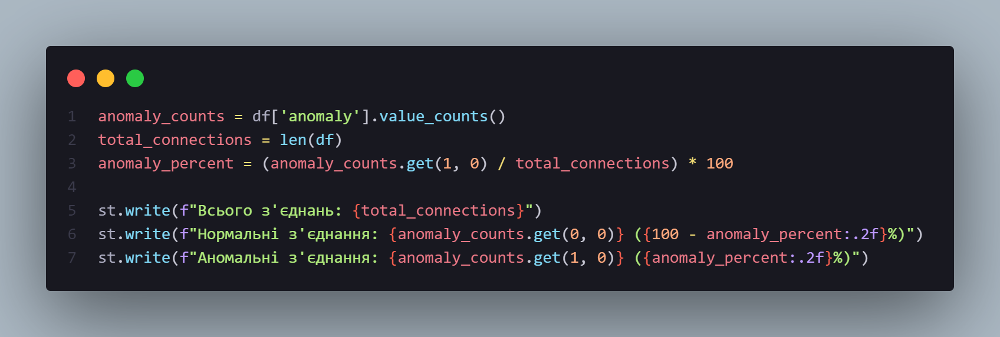 1 anomaly_counts = df['anomaly'].value_counts()
2 total_connections = len(df)
3 anomaly_percent = (anomaly_counts.get(1, 0) / total_connections) * 100
4
5 st.write(f"Всього з'єднань: {total_connections}")
6 st.write(f"Нормальні з'єднання: {anomaly_counts.get(0, 0)} ({100 - anomaly_percent:.2f}%)")
7 st.write(f"Аномальні з'єднання: {anomaly_counts.get(1, 0)} ({anomaly_percent:.2f}%)")